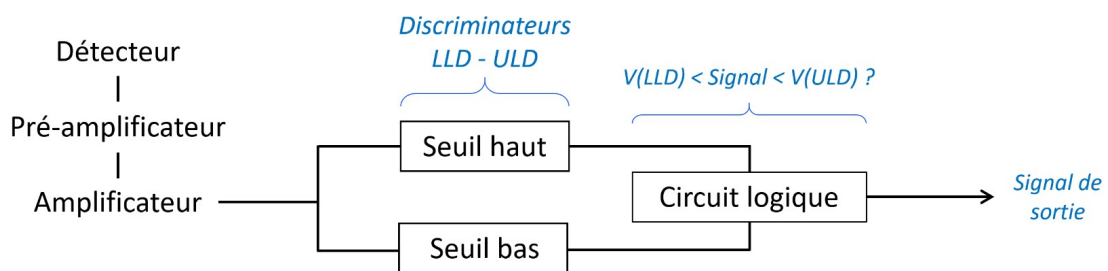 Discriminateurs
LLD - ULD
Détecteur
Pré-amplificateur
Amplificateur
V(LLD) < Signal < V(ULD) ?
Seuil haut
Seuil bas
Circuit logique
Signal de
sortie